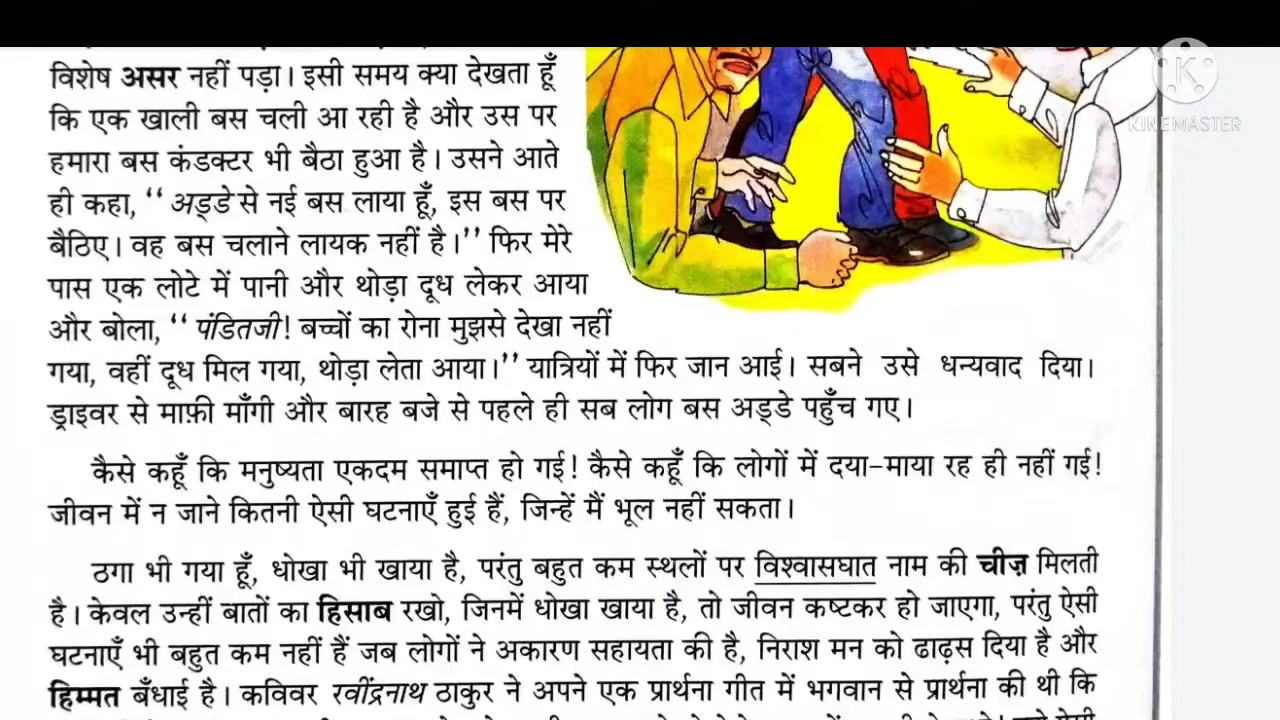 विशेष असर नहीं पड़ा। इसी समय क्या देखता हूँ
कि एक खाली बस चली आ रही है और उस पर
हमारा बस कंडक्टर भी बैठा हुआ है। उसने आते
ही कहा, “अड्डे से नई बस लाया हूँ, इस बस पर
बैठिए। वह बस चलाने लायक नहीं है।” फिर मेरे
पास एक लोटे में पानी और थोड़ा दूध लेकर आया
और बोला, “पंडितजी! बच्चों का रोना मुझसे देखा नहीं
गया, वहीं दूध मिल गया, थोड़ा लेता आया।” यात्रियों में फिर जान आई। सबने उसे धन्यवाद दिया।
ड्राइवर से माफ़ी माँगी और बारह बजे से पहले ही सब लोग बस अड्डे पहुँच गए।
कैसे कहूँ कि मनुष्यता एकदम समाप्त हो गई! कैसे कहूँ कि लोगों में दया-माया रह ही नहीं गई!
जीवन में न जाने कितनी ऐसी घटनाएँ हुई हैं, जिन्हें मैं भूल नहीं सकता।
ठगा भी गया हूँ, धोखा भी खाया है, परंतु बहुत कम स्थलों पर विश्वासघात नाम की चीज़ मिलती
है। केवल उन्हीं बातों का हिसाब रखो, जिनमें धोखा खाया है, तो जीवन कष्टकर हो जाएगा, परंतु ऐसी
घटनाएँ भी बहुत कम नहीं हैं जब लोगों ने अकारण सहायता की है, निराश मन को ढाढ़स दिया है और
हिम्मत बँधाई है। कविवर रवींद्रनाथ ठाकुर ने अपने एक प्रार्थना गीत में भगवान से प्रार्थना की थी कि
K
KINEMASTER